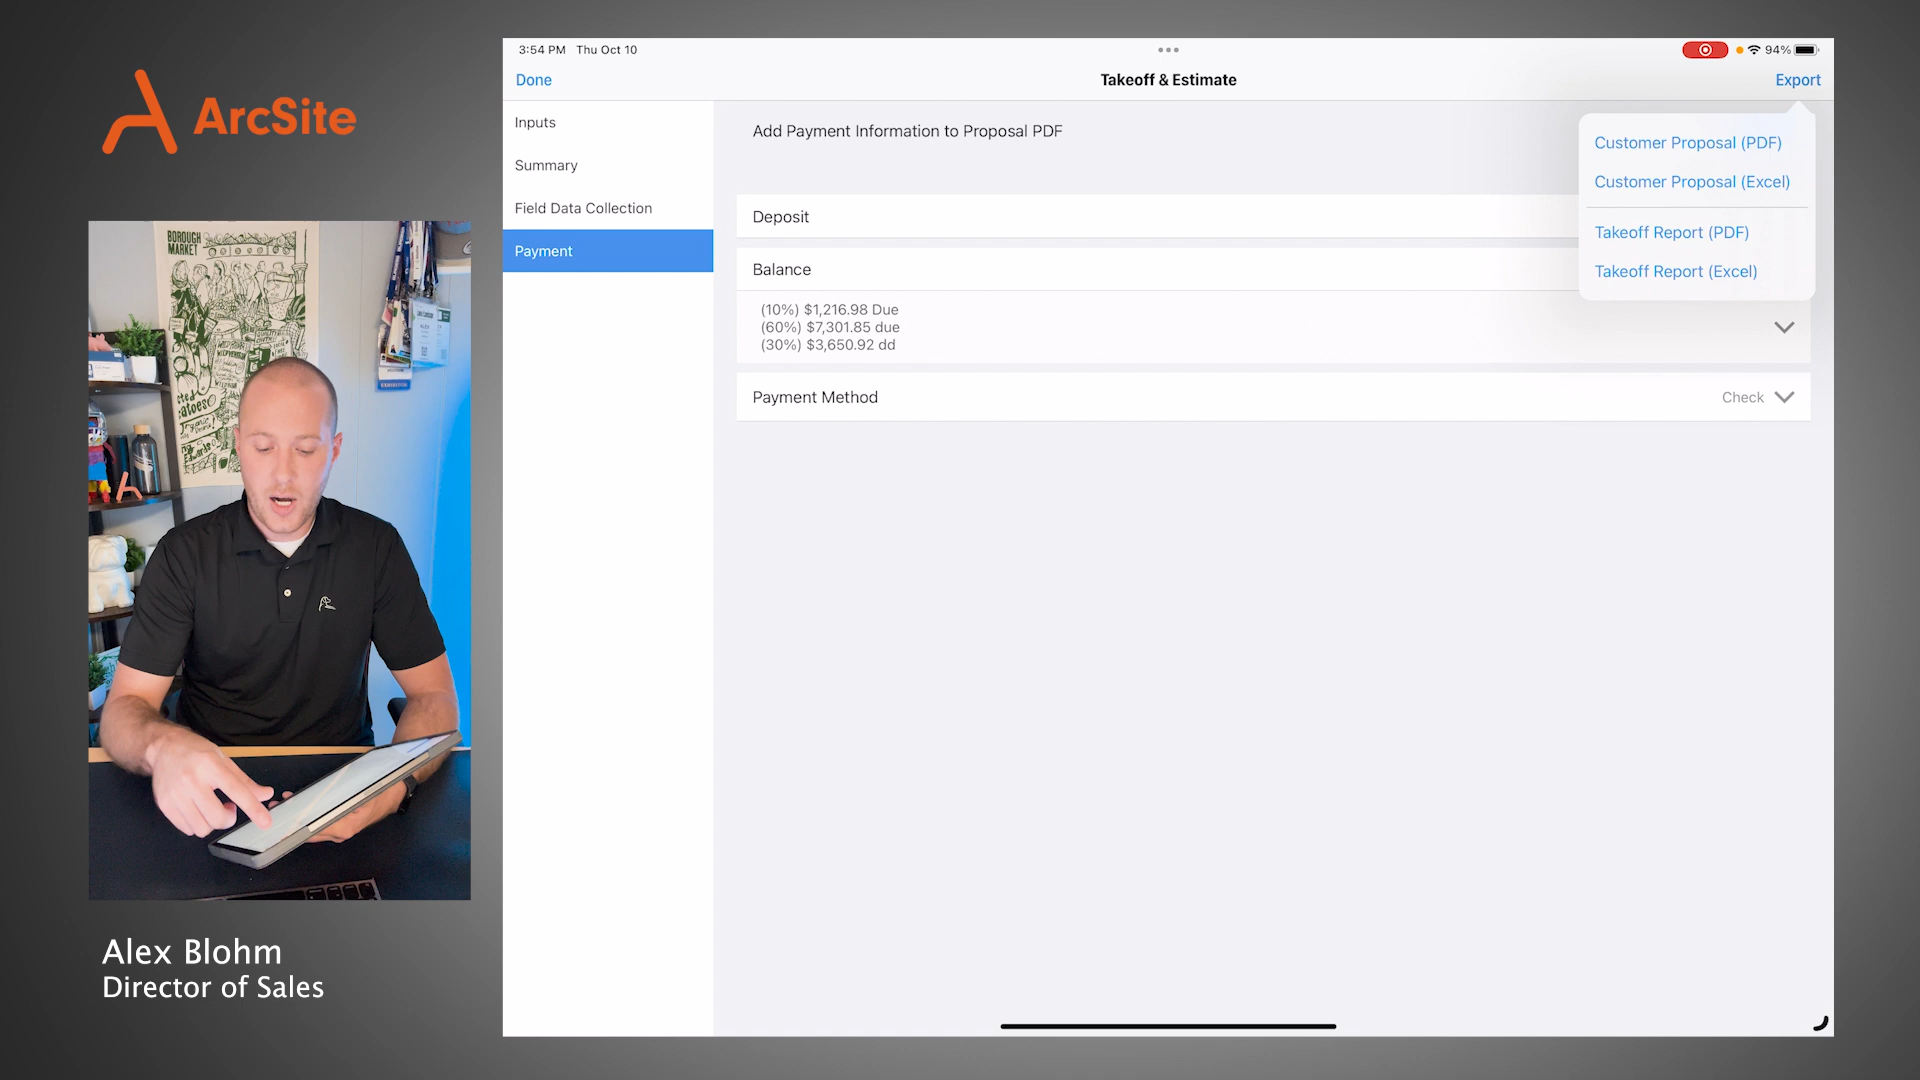 ArcSite
BOROUGH
MARKET
EXHIBITOR
Alex Blohm
Director of Sales
3:54 PM Thu Oct 10
94%
Done
Takeoff & Estimate
Export
Inputs
Summary
Field Data Collection
Payment
Add Payment Information to Proposal PDF
Deposit
Balance
(10%) $1,216.98 Due
(60%) $7,301.85 due
(30%) $3,650.92 dd
Payment Method
Check
Customer Proposal (PDF)
Customer Proposal (Excel)
Takeoff Report (PDF)
Takeoff Report (Excel)